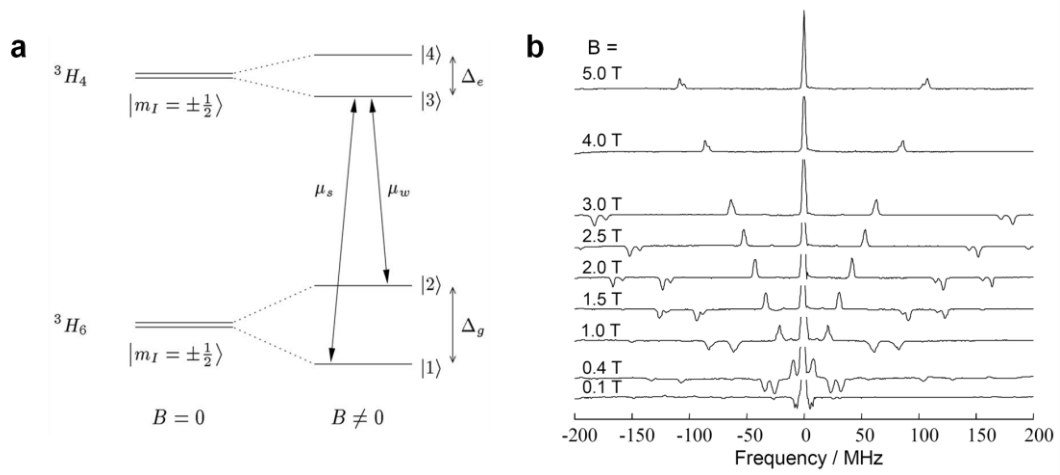 a
³H₄
|m_I = ±½⟩
|4⟩
|3⟩
Δ_e
μ_s
μ_w
³H₆
|m_I = ±½⟩
|2⟩
|1⟩
Δ_g
B = 0
B ≠ 0
b
B =
5.0 T
4.0 T
3.0 T
2.5 T
2.0 T
1.5 T
1.0 T
0.4 T
0.1 T
-200 -150 -100 -50 0 50 100 150 200
Frequency / MHz